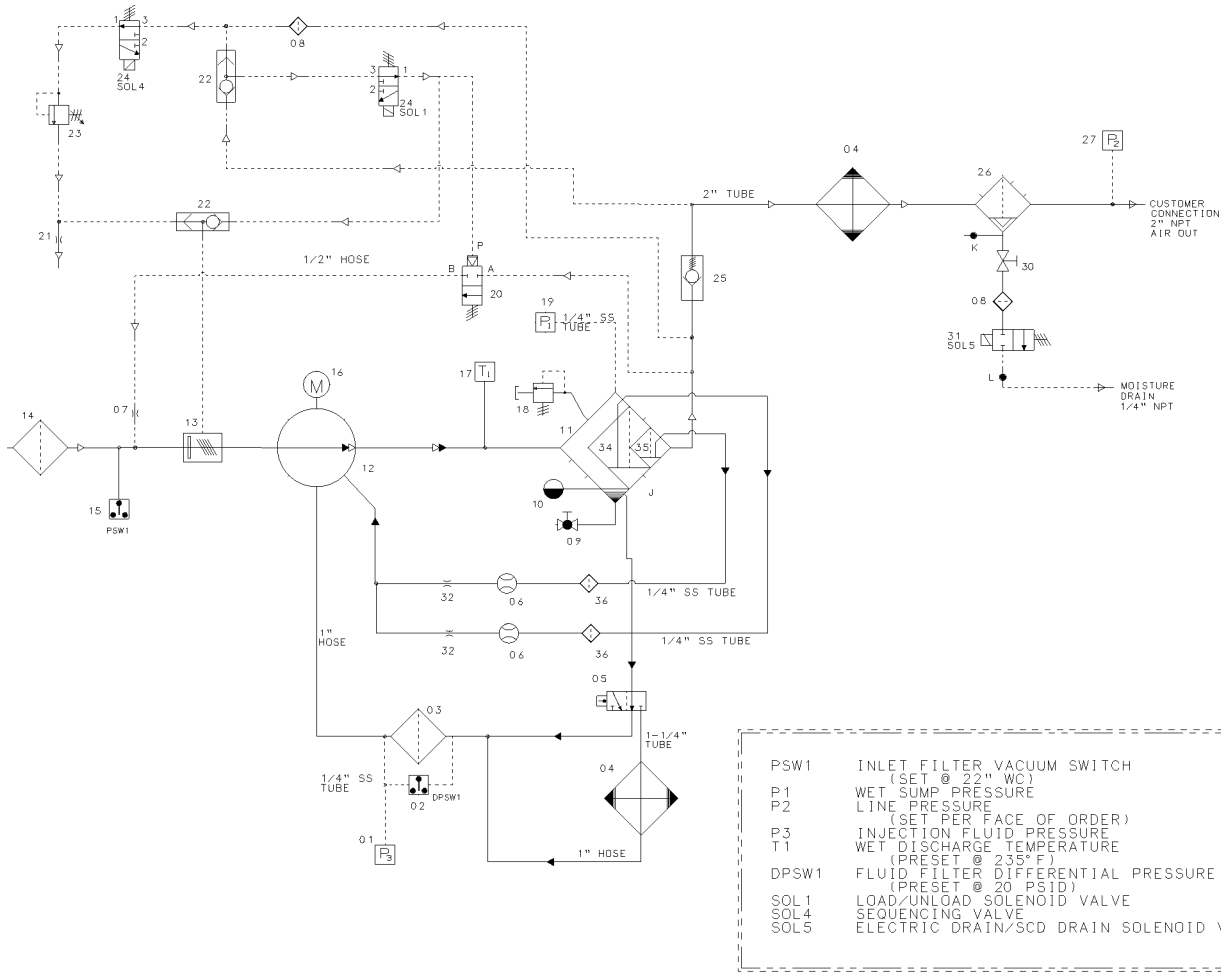 1
3
2
24
SOL4
08
22
3
1
2
24
SOL1
23
22
21
P
B
A
20
1/2" HOSE
19
P1
1/4" SS
TUBE
2" TUBE
25
04
26
27
P2
CUSTOMER
CONNECTION
2" NPT
AIR OUT
K
30
08
31
SOL5
L
MOISTURE
DRAIN
1/4" NPT
14
07
13
M
16
17
T1
18
12
11
34
35
J
10
09
15
PSW1
32
06
36
1/4" SS TUBE
32
06
36
1/4" SS TUBE
1"
HOSE
05
03
1-1/4"
TUBE
1/4" SS
TUBE
02
DPSW1
04
01
P3
1" HOSE
PSW1 INLET FILTER VACUUM SWITCH
(SET @ 22" WC)
P1 WET SUMP PRESSURE
P2 LINE PRESSURE
(SET PER FACE OF ORDER)
P3 INJECTION FLUID PRESSURE
T1 WET DISCHARGE TEMPERATURE
(PRESET @ 235°F)
DPSW1 FLUID FILTER DIFFERENTIAL PRESSURE
(PRESET @ 20 PSID)
SOL1 LOAD/UNLOAD SOLENOID VALVE
SOL4 SEQUENCING VALVE
SOL5 ELECTRIC DRAIN/SCD DRAIN SOLENOID